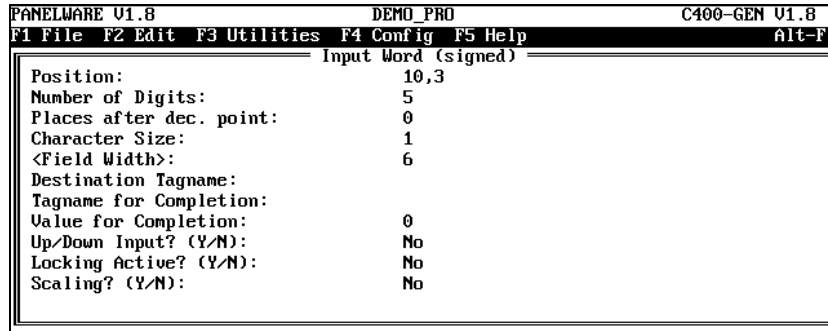 PANELWARE V1.8 DEMO_PRO C400-GEN V1.8
F1 File F2 Edit F3 Utilities F4 Config F5 Help Alt-F
Input Word (signed)
Position: 10,3
Number of Digits: 5
Places after dec. point: 0
Character Size: 1
<Field Width>: 6
Destination Tagname:
Tagname for Completion:
Value for Completion: 0
Up/Down Input? (Y/N): No
Locking Active? (Y/N): No
Scaling? (Y/N): No